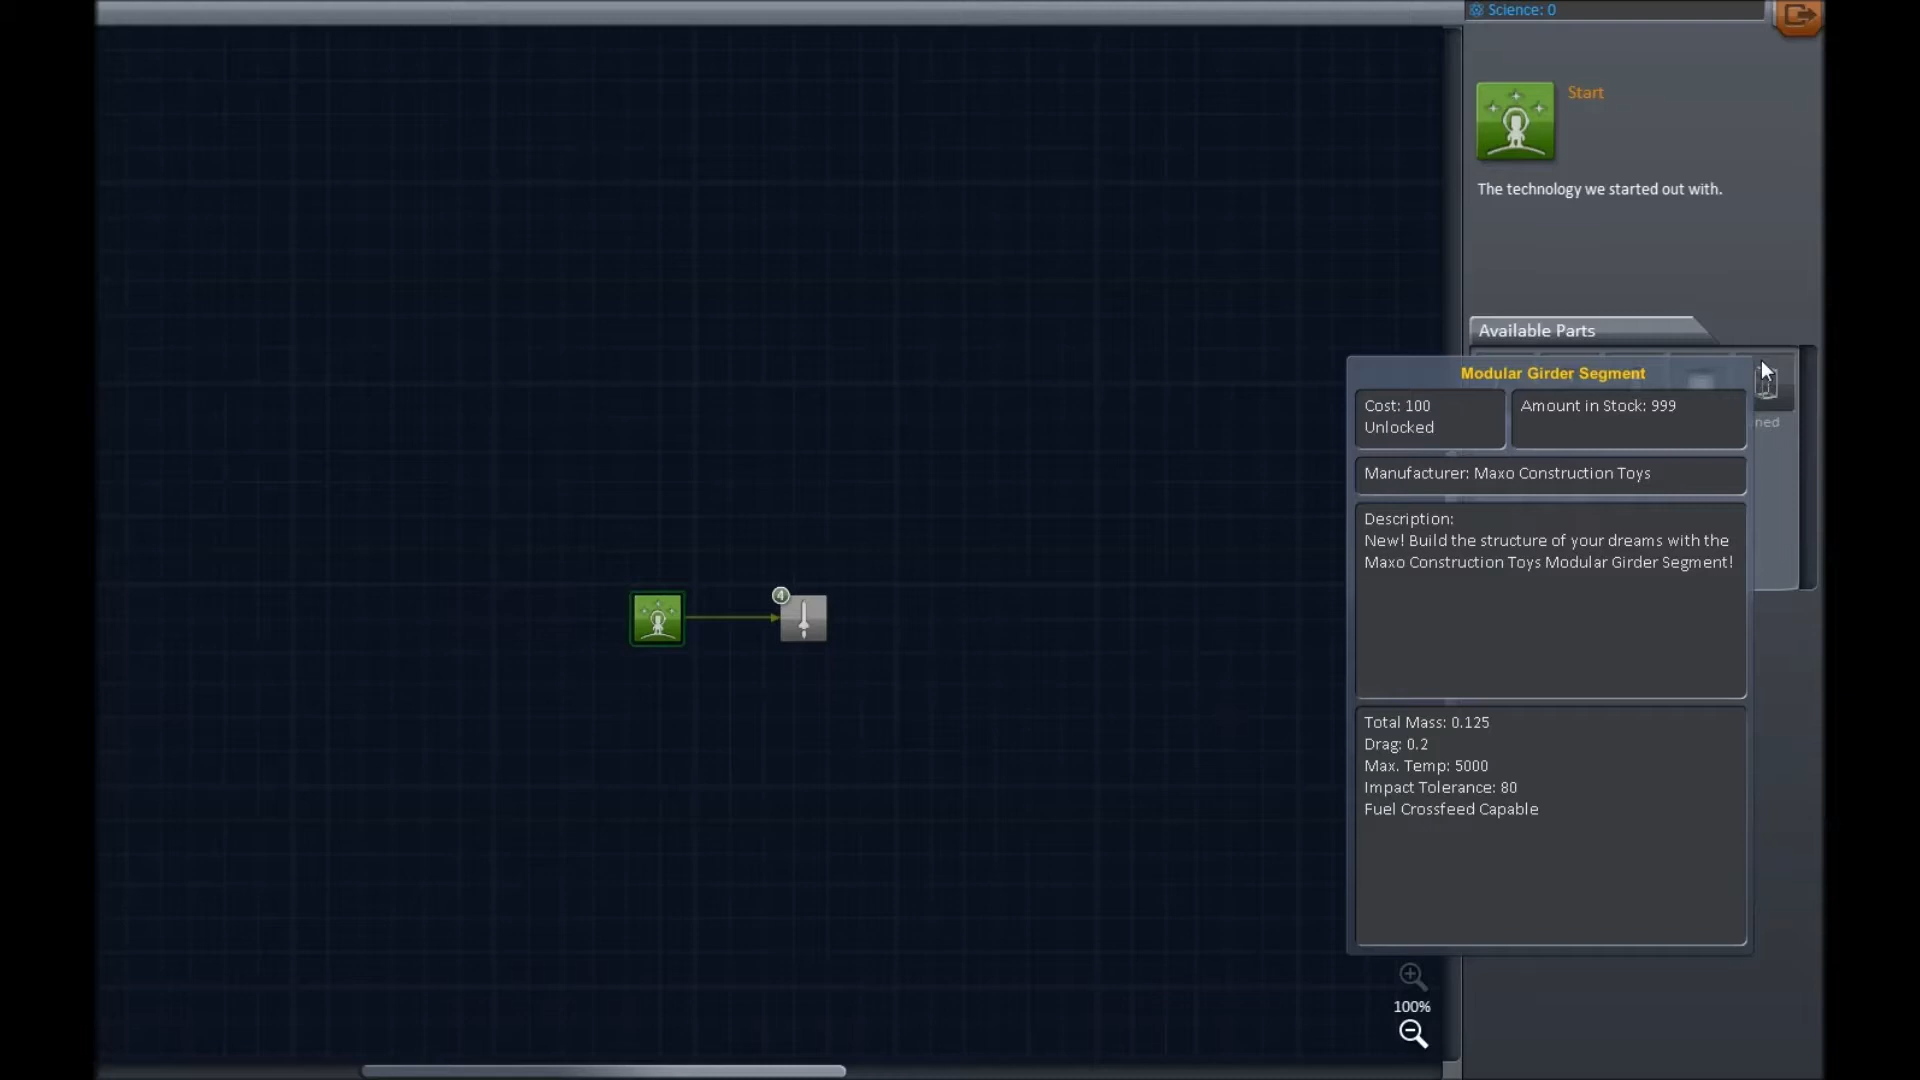 Science: 0
Start
The technology we started out with.
Available Parts
Modular Girder Segment
Cost: 100
Unlocked
Amount in Stock: 999
ned
Manufacturer: Maxo Construction Toys
Description:
New! Build the structure of your dreams with the
Maxo Construction Toys Modular Girder Segment!
4
Total Mass: 0.125
Drag: 0.2
Max. Temp: 5000
Impact Tolerance: 80
Fuel Crossfeed Capable
100%